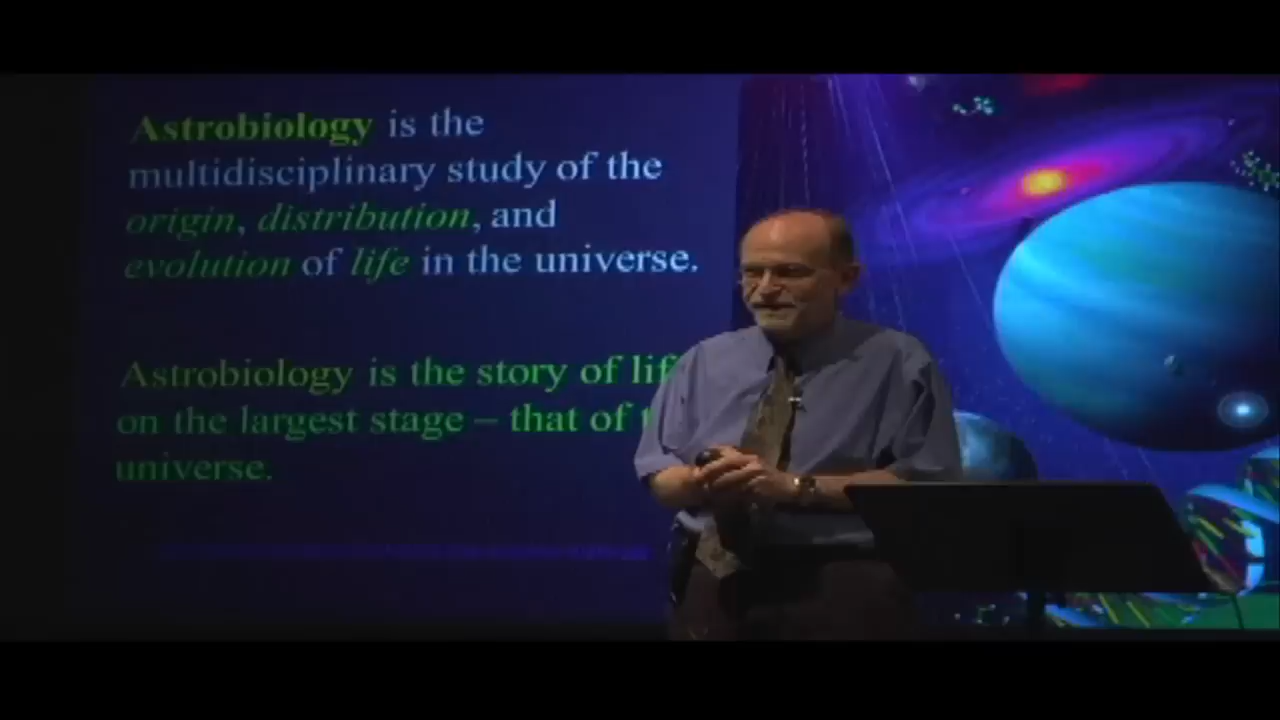 Astrobiology is the
multidisciplinary study of the
origin, distribution, and
evolution of life in the universe.
Astrobiology is the story of lif
on the largest stage – that of t
universe.